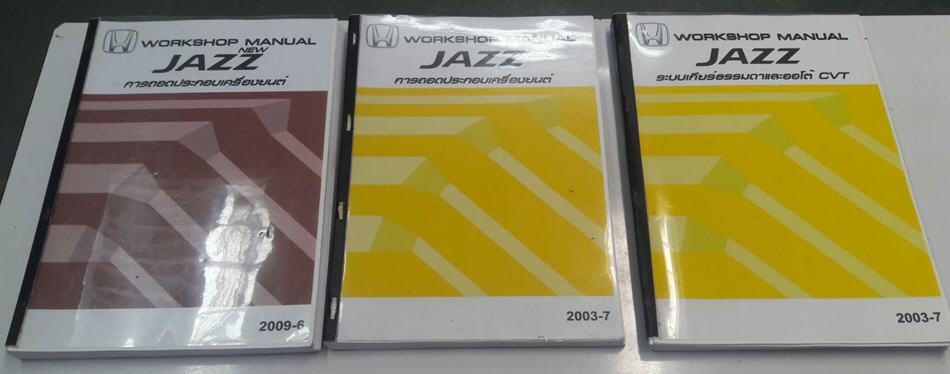 WORKSHOP MANUAL
NEW
JAZZ
การถอดประกอบเครื่องยนต์
2009-6
WORKSHOP MANUAL
JAZZ
การถอดประกอบเครื่องยนต์
2003-7
WORKSHOP MANUAL
JAZZ
ระบบเกียร์ธรรมดาและออโต้ CVT
2003-7